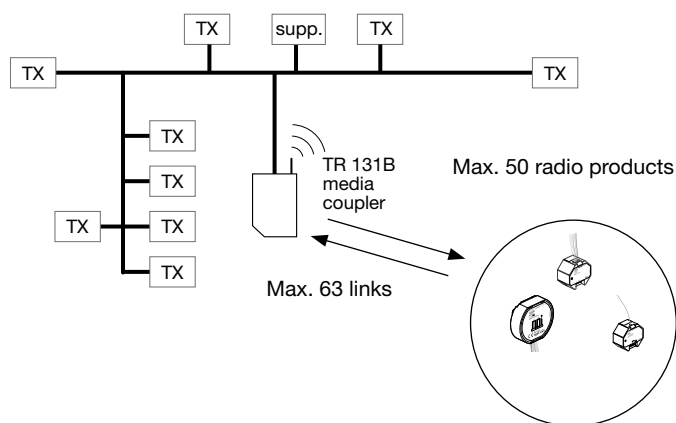 TX
supp.
TX
TX
TX
TX
TX
TX
TX
TX
TR 131B
media
coupler
Max. 50 radio products
Max. 63 links